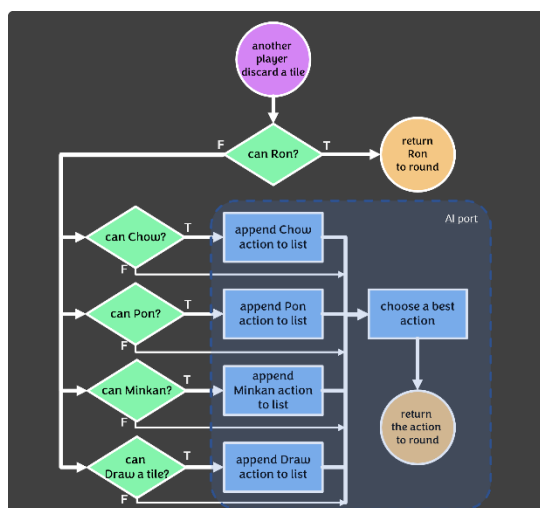 another
player
discard a tile
F
can Ron?
T
return
Ron
to round
AI port
can Chow?
T
append Chow
action to list
F
can Pon?
T
append Pon
action to list
choose a best
action
F
can Minkan?
T
append
Minkan action
to list
F
return
the action
to round
can
Draw a tile?
T
append Draw
action to list
F